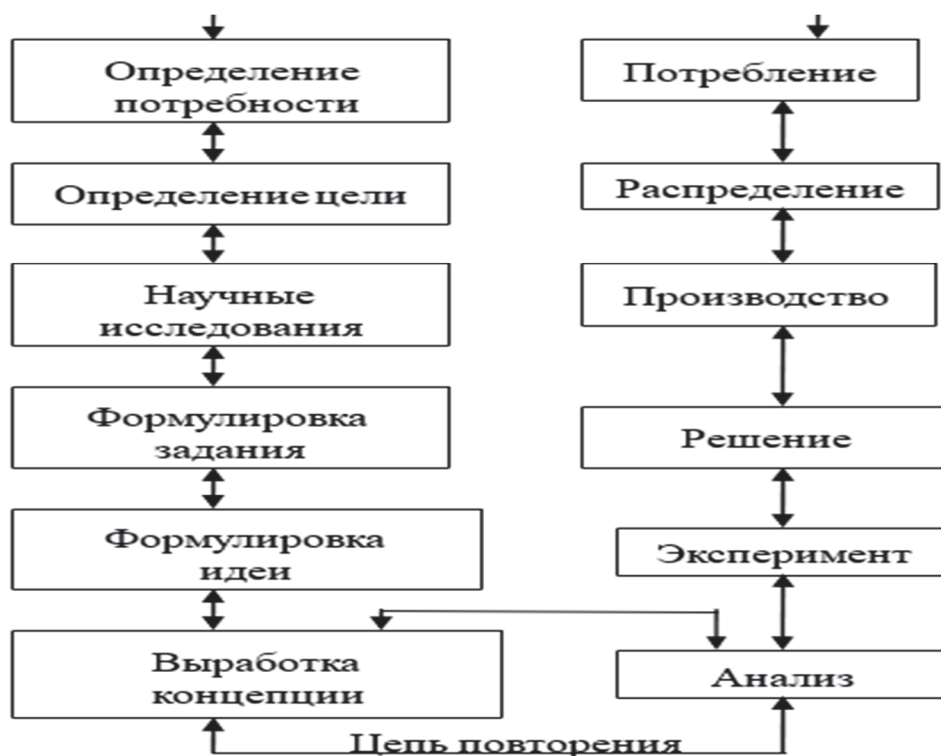 Определение
потребности
Определение цели
Научные
исследования
Формулировка
задания
Формулировка
идеи
Выработка
концепции
Потребление
Распределение
Производство
Решение
Эксперимент
Анализ
Цепь повторения